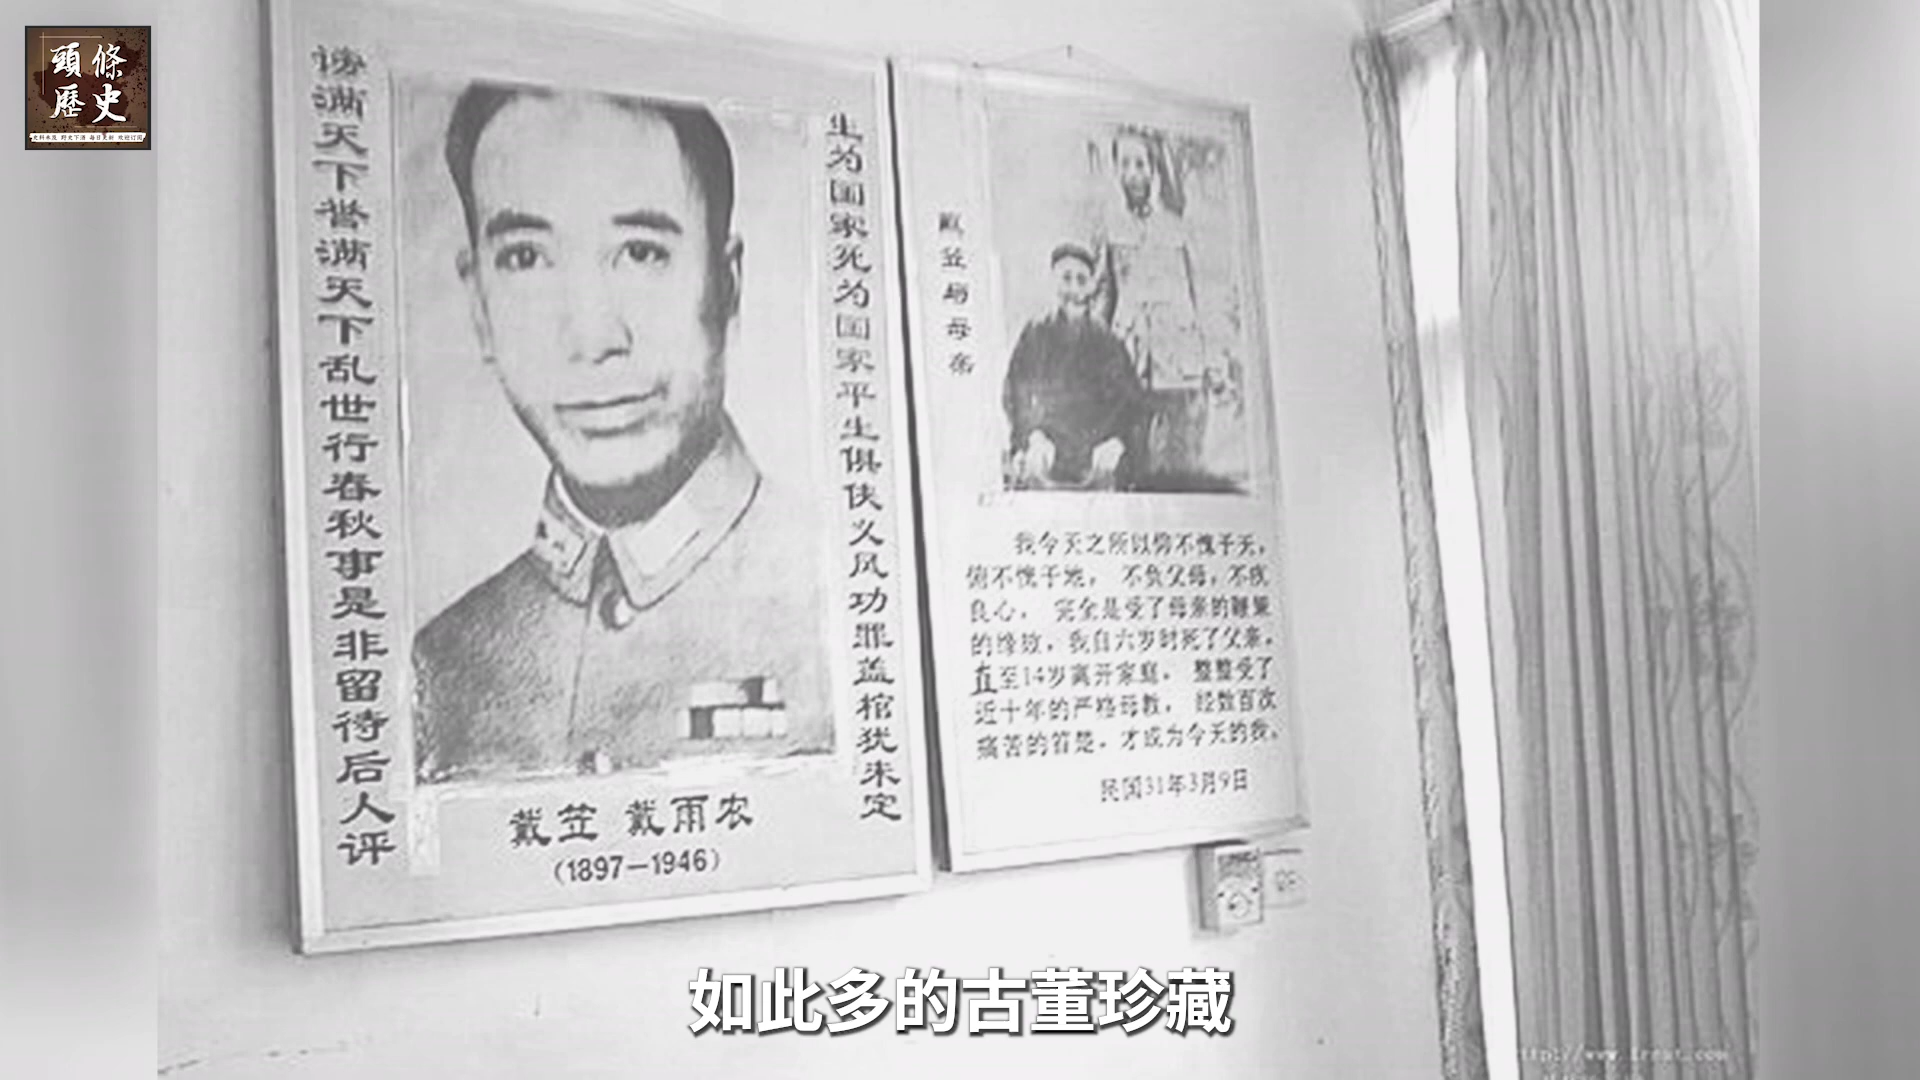 頭條
歷史
谤满天下誉满天下乱世行春秋事是非留待后人评
生为国家死为国家平生俱侠义风功罪盖棺犹未定
戴笠 戴雨农
(1897—1946)
戴笠与母亲
我今天之所以仰不愧于天，
俯不愧于地， 不负父母，不疚
良心， 完全是受了母亲的鞭策
的缘故，我自六岁时死了父亲，
直至14岁离开家庭， 整整受了
近十年的严格母教， 经数百次
痛苦的笞楚，才成为今天的我。
民国31年3月9日
如此多的古董珍藏